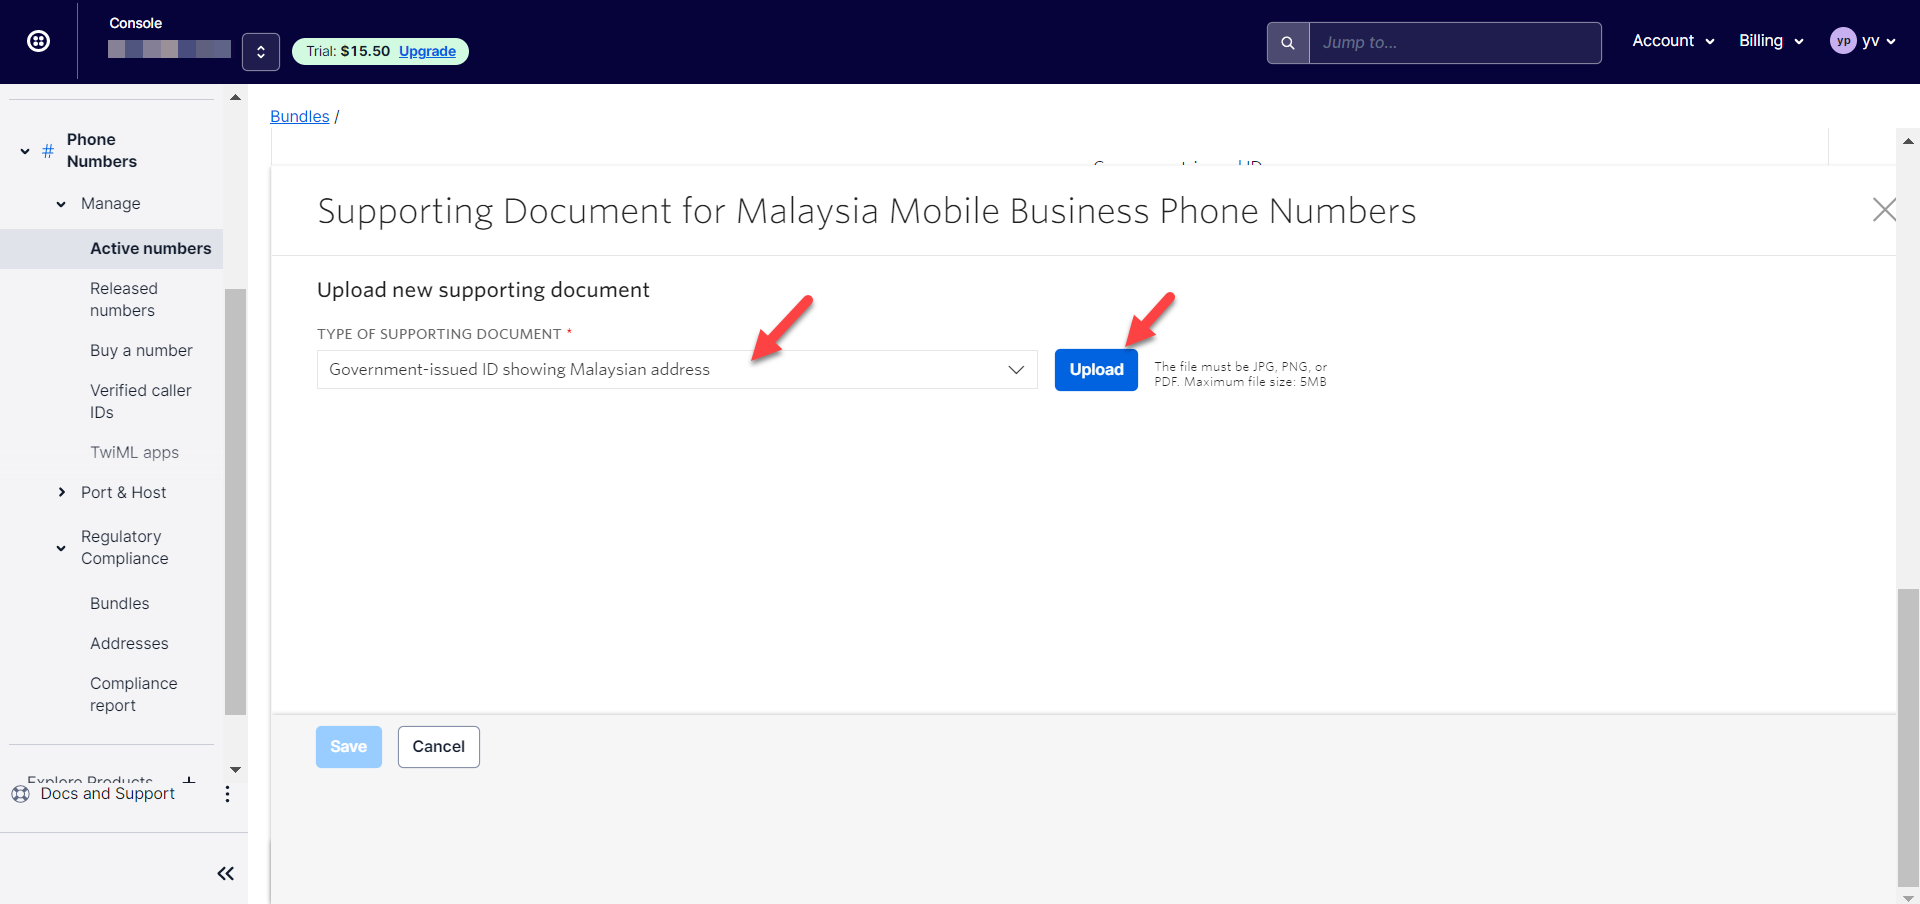 Console
Trial: $15.50 Upgrade
Jump to...
Account
Billing
yp yv
Phone
Numbers
Manage
Active numbers
Released
numbers
Buy a number
Verified caller
IDs
TwiML apps
Port & Host
Regulatory
Compliance
Bundles
Addresses
Compliance
report
Explore Products
Docs and Support
Bundles /
Supporting Document for Malaysia Mobile Business Phone Numbers
Upload new supporting document
TYPE OF SUPPORTING DOCUMENT *
Government-issued ID showing Malaysian address
Upload
The file must be JPG, PNG, or
PDF. Maximum file size: 5MB
Save
Cancel